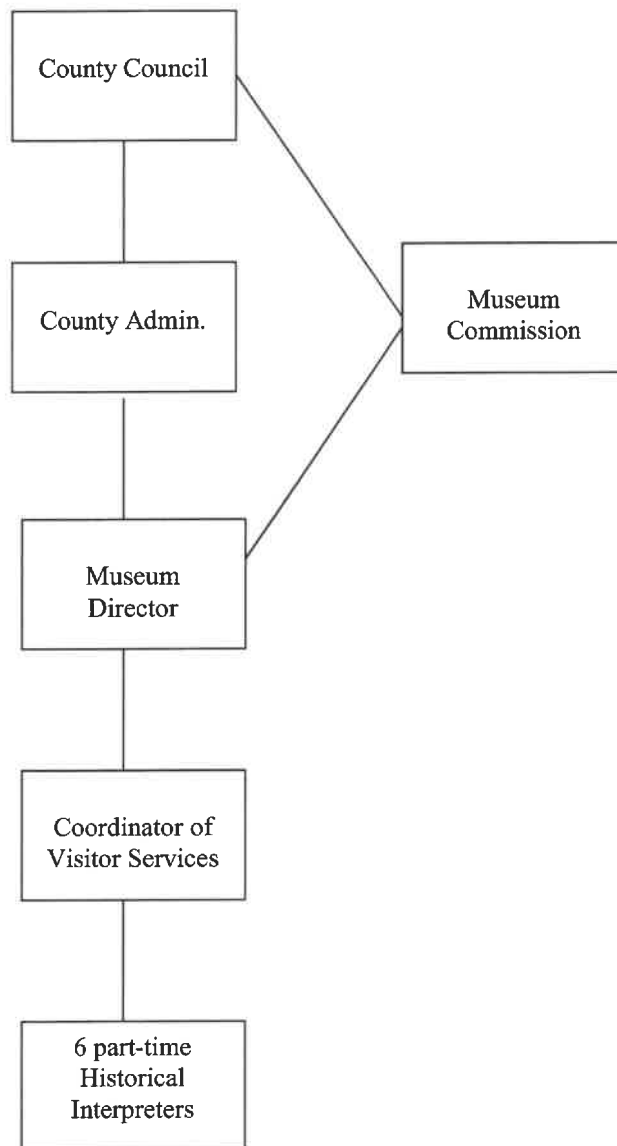 County Council
County Admin.
Museum
Commission
Museum
Director
Coordinator of
Visitor Services
6 part-time
Historical
Interpreters